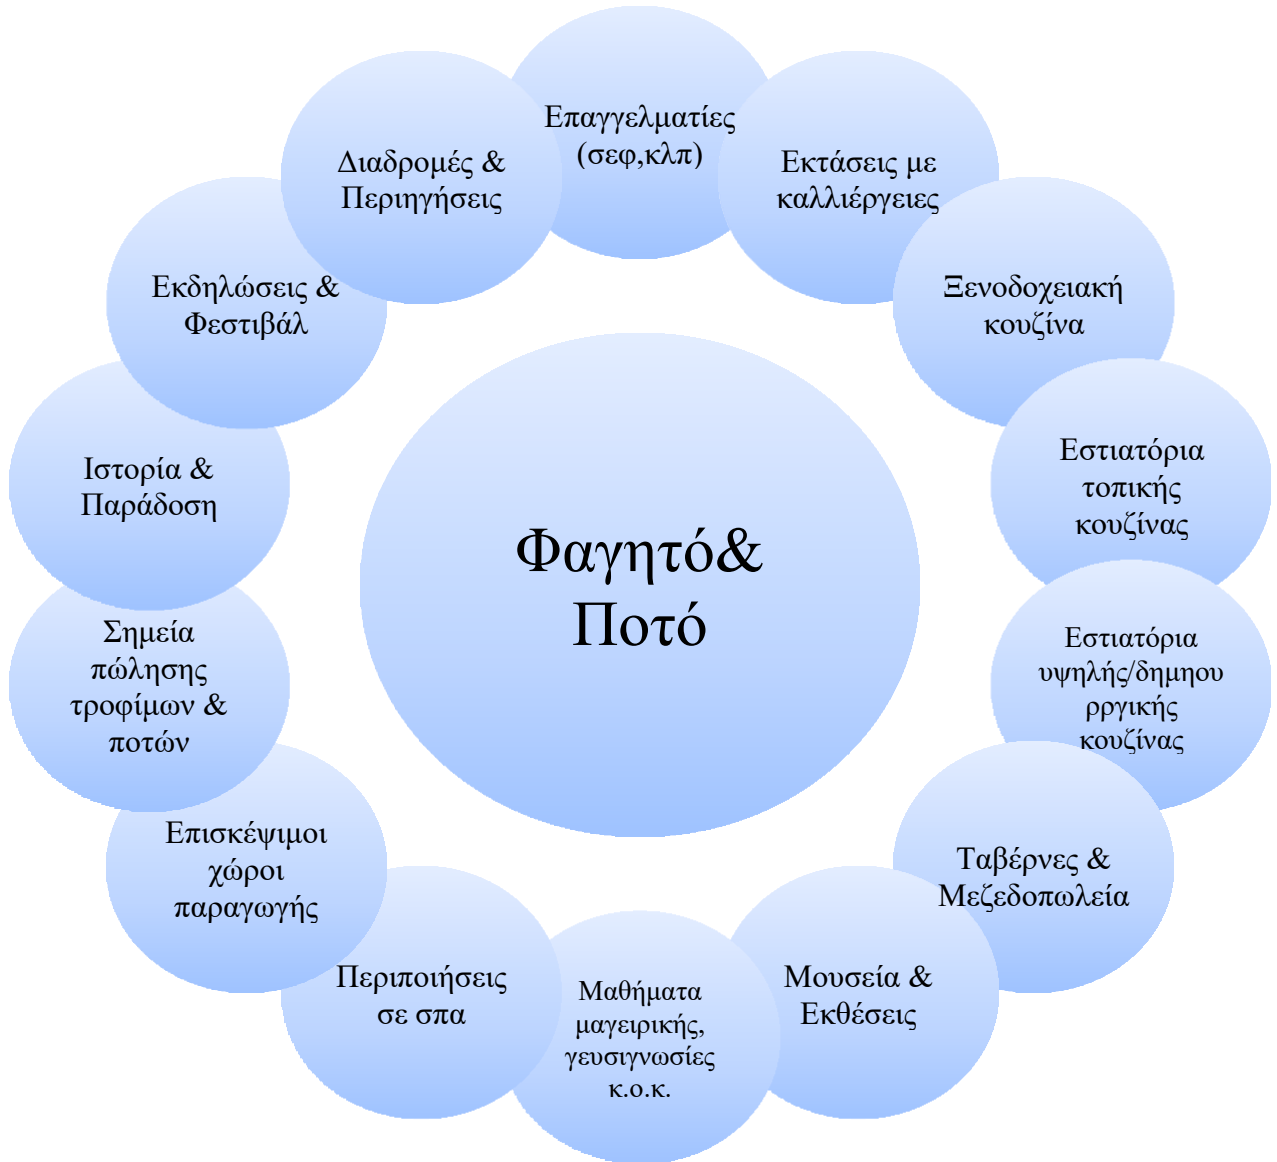 Επαγγελματίες
(σεφ,κλπ)
Εκτάσεις με
καλλιέργειες
Ξενοδοχειακή
κουζίνα
Εστιατόρια
τοπικής
κουζίνας
Εστιατόρια
υψηλής/δημηου
ρργικής
κουζίνας
Ταβέρνες &
Μεζεδοπωλεία
Μουσεία &
Εκθέσεις
Μαθήματα
μαγειρικής,
γευσιγνωσίες
κ.ο.κ.
Περιποιήσεις
σε σπα
Επισκέψιμοι
χώροι
παραγωγής
Σημεία
πώλησης
τροφίμων &
ποτών
Ιστορία &
Παράδοση
Εκδηλώσεις &
Φεστιβάλ
Διαδρομές &
Περιηγήσεις
Φαγητό&
Ποτό